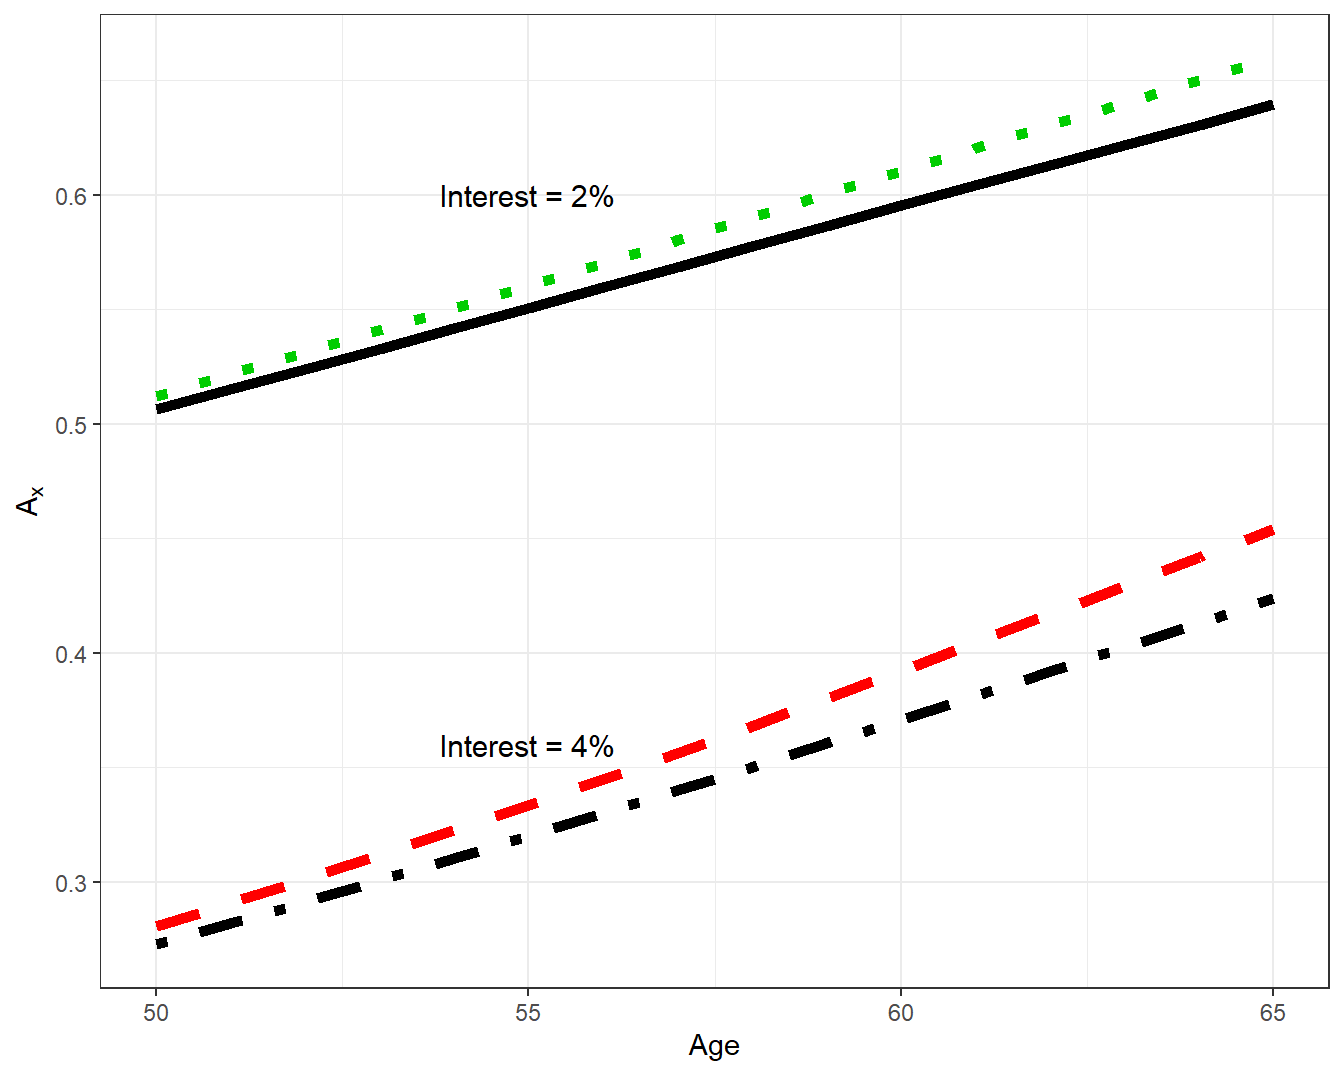 0.6
0.5
0.4
0.3
Aₓ
Interest = 2%
Interest = 4%
50 55 60 65
Age